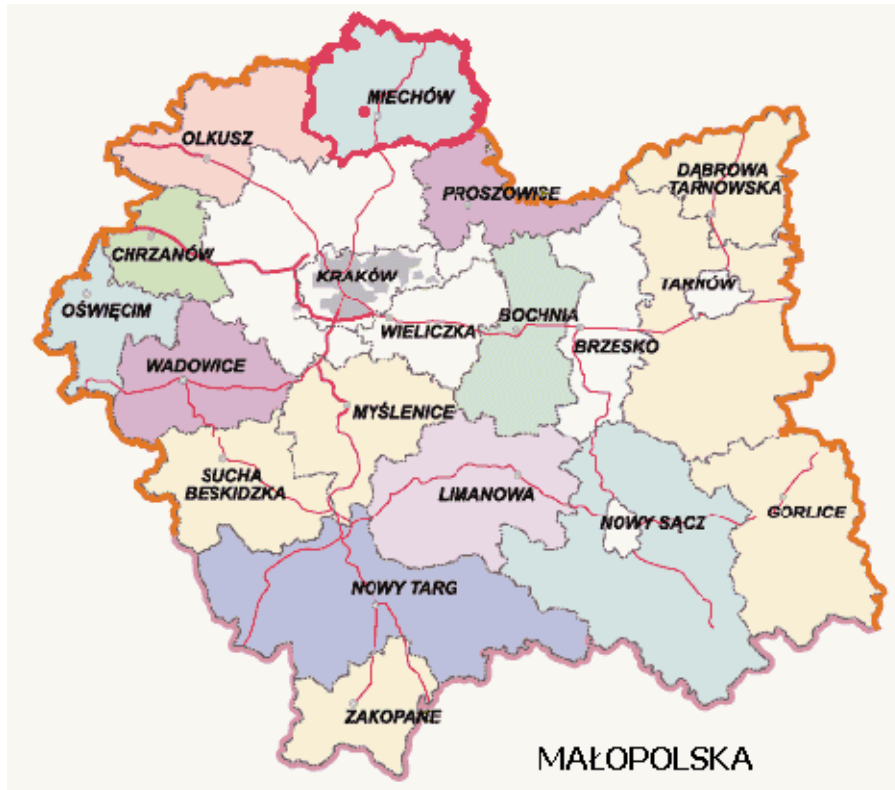 MIECHÓW
OLKUSZ
DĄBROWA
TARNOWSKA
PROSZOWISE
CHRZANÓW
KRAKÓW
TARNÓW
OŚWIĘCIM
BOCHNIA
WIELICZKA
BRZESKO
WADOWICE
MYŚLENICE
SUCHA
BESKIDZKA
LIMANOWA
GORLICE
NOWY SĄCZ
NOWY TARG
ZAKOPANE
MAŁOPOLSKA